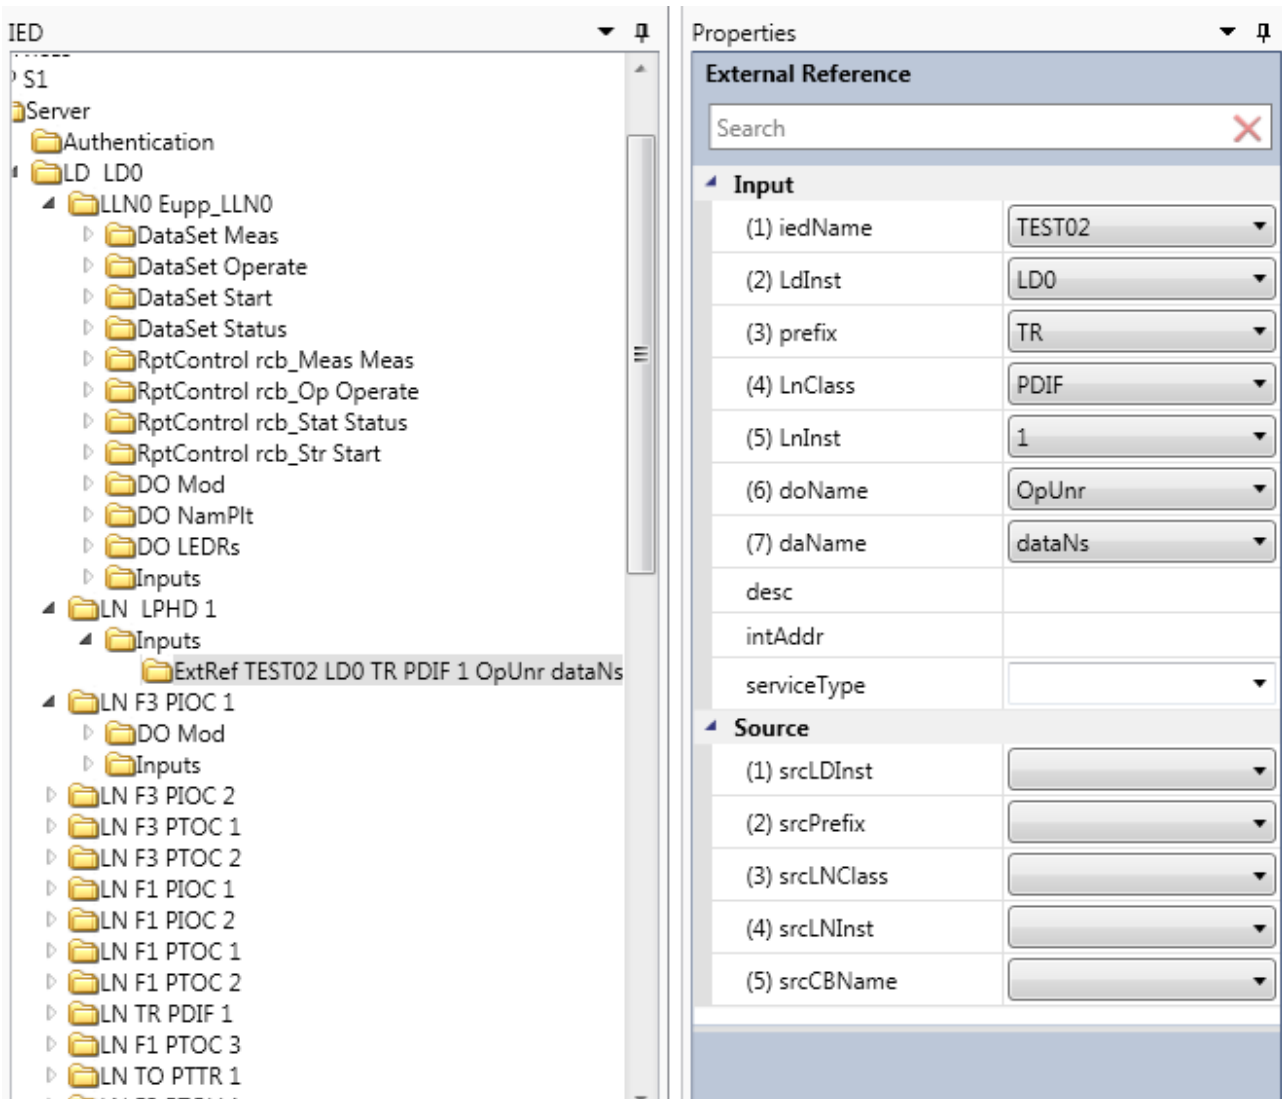 IED
S1
Server
Authentication
LD LD0
LLN0 Eupp_LLN0
DataSet Meas
DataSet Operate
DataSet Start
DataSet Status
RptControl rcb_Meas Meas
RptControl rcb_Op Operate
RptControl rcb_Stat Status
RptControl rcb_Str Start
DO Mod
DO NamPlt
DO LEDRs
Inputs
LN LPHD 1
Inputs
ExtRef TEST02 LD0 TR PDIF 1 OpUnr dataNs
LN F3 PIOC 1
DO Mod
Inputs
LN F3 PIOC 2
LN F3 PTOC 1
LN F3 PTOC 2
LN F1 PIOC 1
LN F1 PIOC 2
LN F1 PTOC 1
LN F1 PTOC 2
LN TR PDIF 1
LN F1 PTOC 3
LN TO PTTR 1
Properties
External Reference
Search
Input
(1) iedName TEST02
(2) LdInst LD0
(3) prefix TR
(4) LnClass PDIF
(5) LnInst 1
(6) doName OpUnr
(7) daName dataNs
desc
intAddr
serviceType
Source
(1) srcLDInst
(2) srcPrefix
(3) srcLNClass
(4) srcLNInst
(5) srcCBName